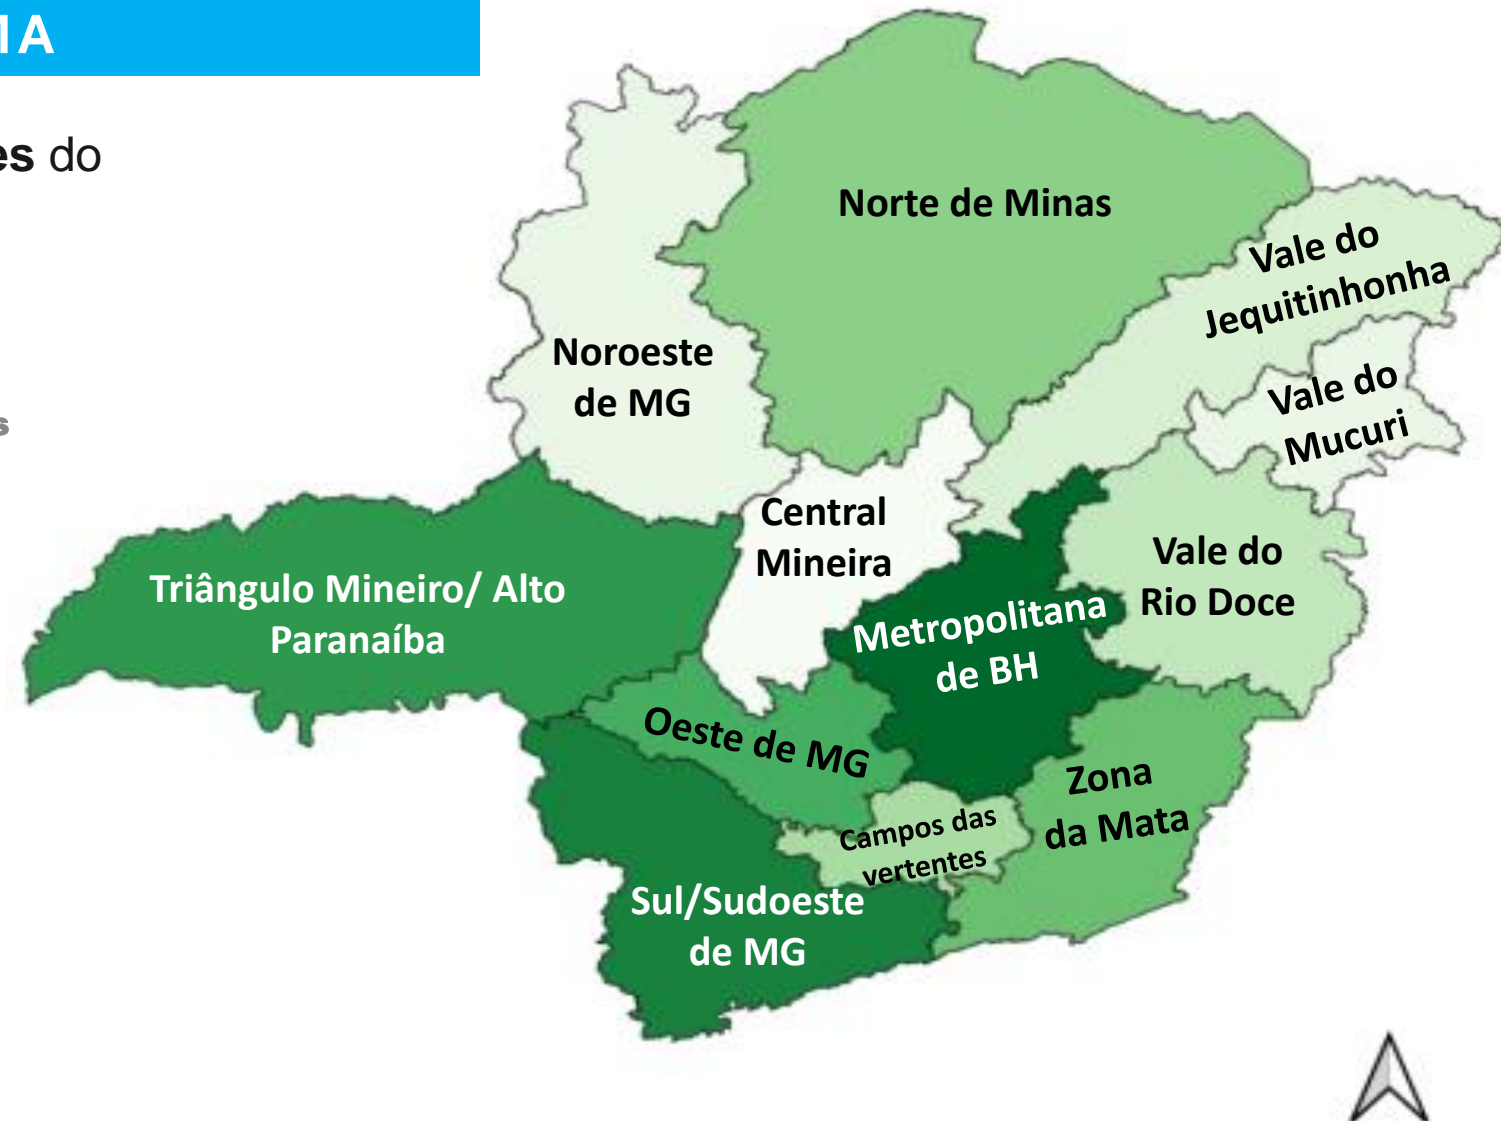 es do
Norte de Minas
Vale do
Jequitinhonha
Noroeste
de MG
Vale do
Mucuri
Central
Mineira
Vale do
Rio Doce
Triângulo Mineiro/ Alto
Paranaíba
Metropolitana
de BH
Oeste de MG
Zona
da Mata
Campos das
vertentes
Sul/Sudoeste
de MG